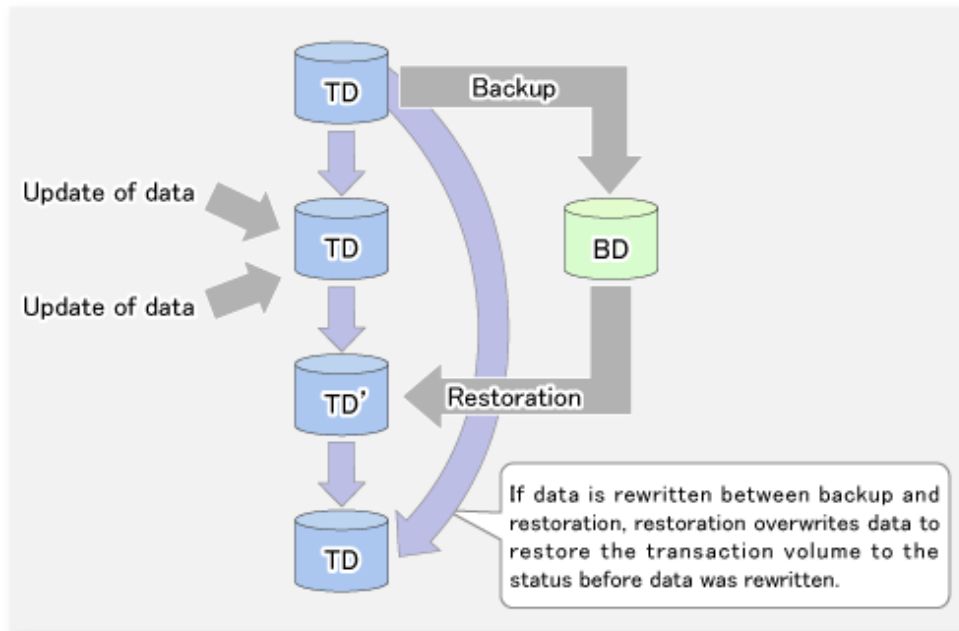 TD
Backup
Update of data
TD
BD
Update of data
TD’
Restoration
If data is rewritten between backup and
restoration, restoration overwrites data to
restore the transaction volume to the
status before data was rewritten.
TD